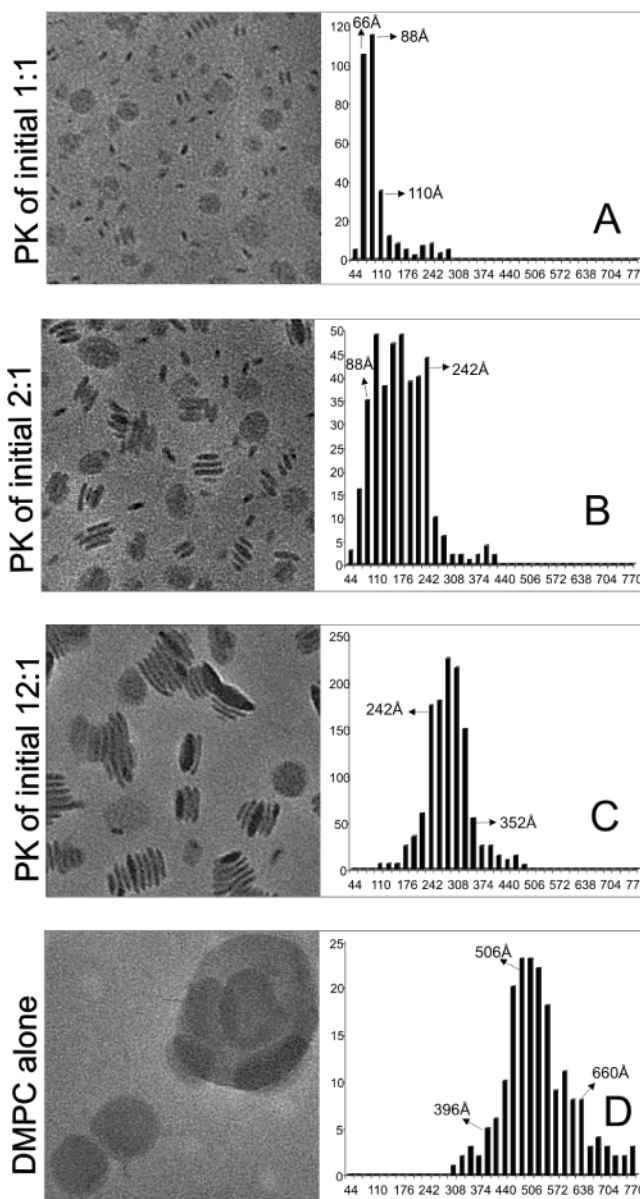 PK of initial 1:1
120
100
80
60
40
20
0
66Å
88Å
110Å
A
44 110 176 242 308 374 440 506 572 638 704 77
PK of initial 2:1
50
45
40
35
30
25
20
15
10
5
0
88Å
242Å
B
44 110 176 242 308 374 440 506 572 638 704 770
PK of initial 12:1
250
200
150
100
50
0
242Å
352Å
C
44 110 176 242 308 374 440 506 572 638 704 770
DMPC alone
25
20
15
10
5
0
506Å
396Å
660Å
D
44 110 176 242 308 374 440 506 572 638 704 770